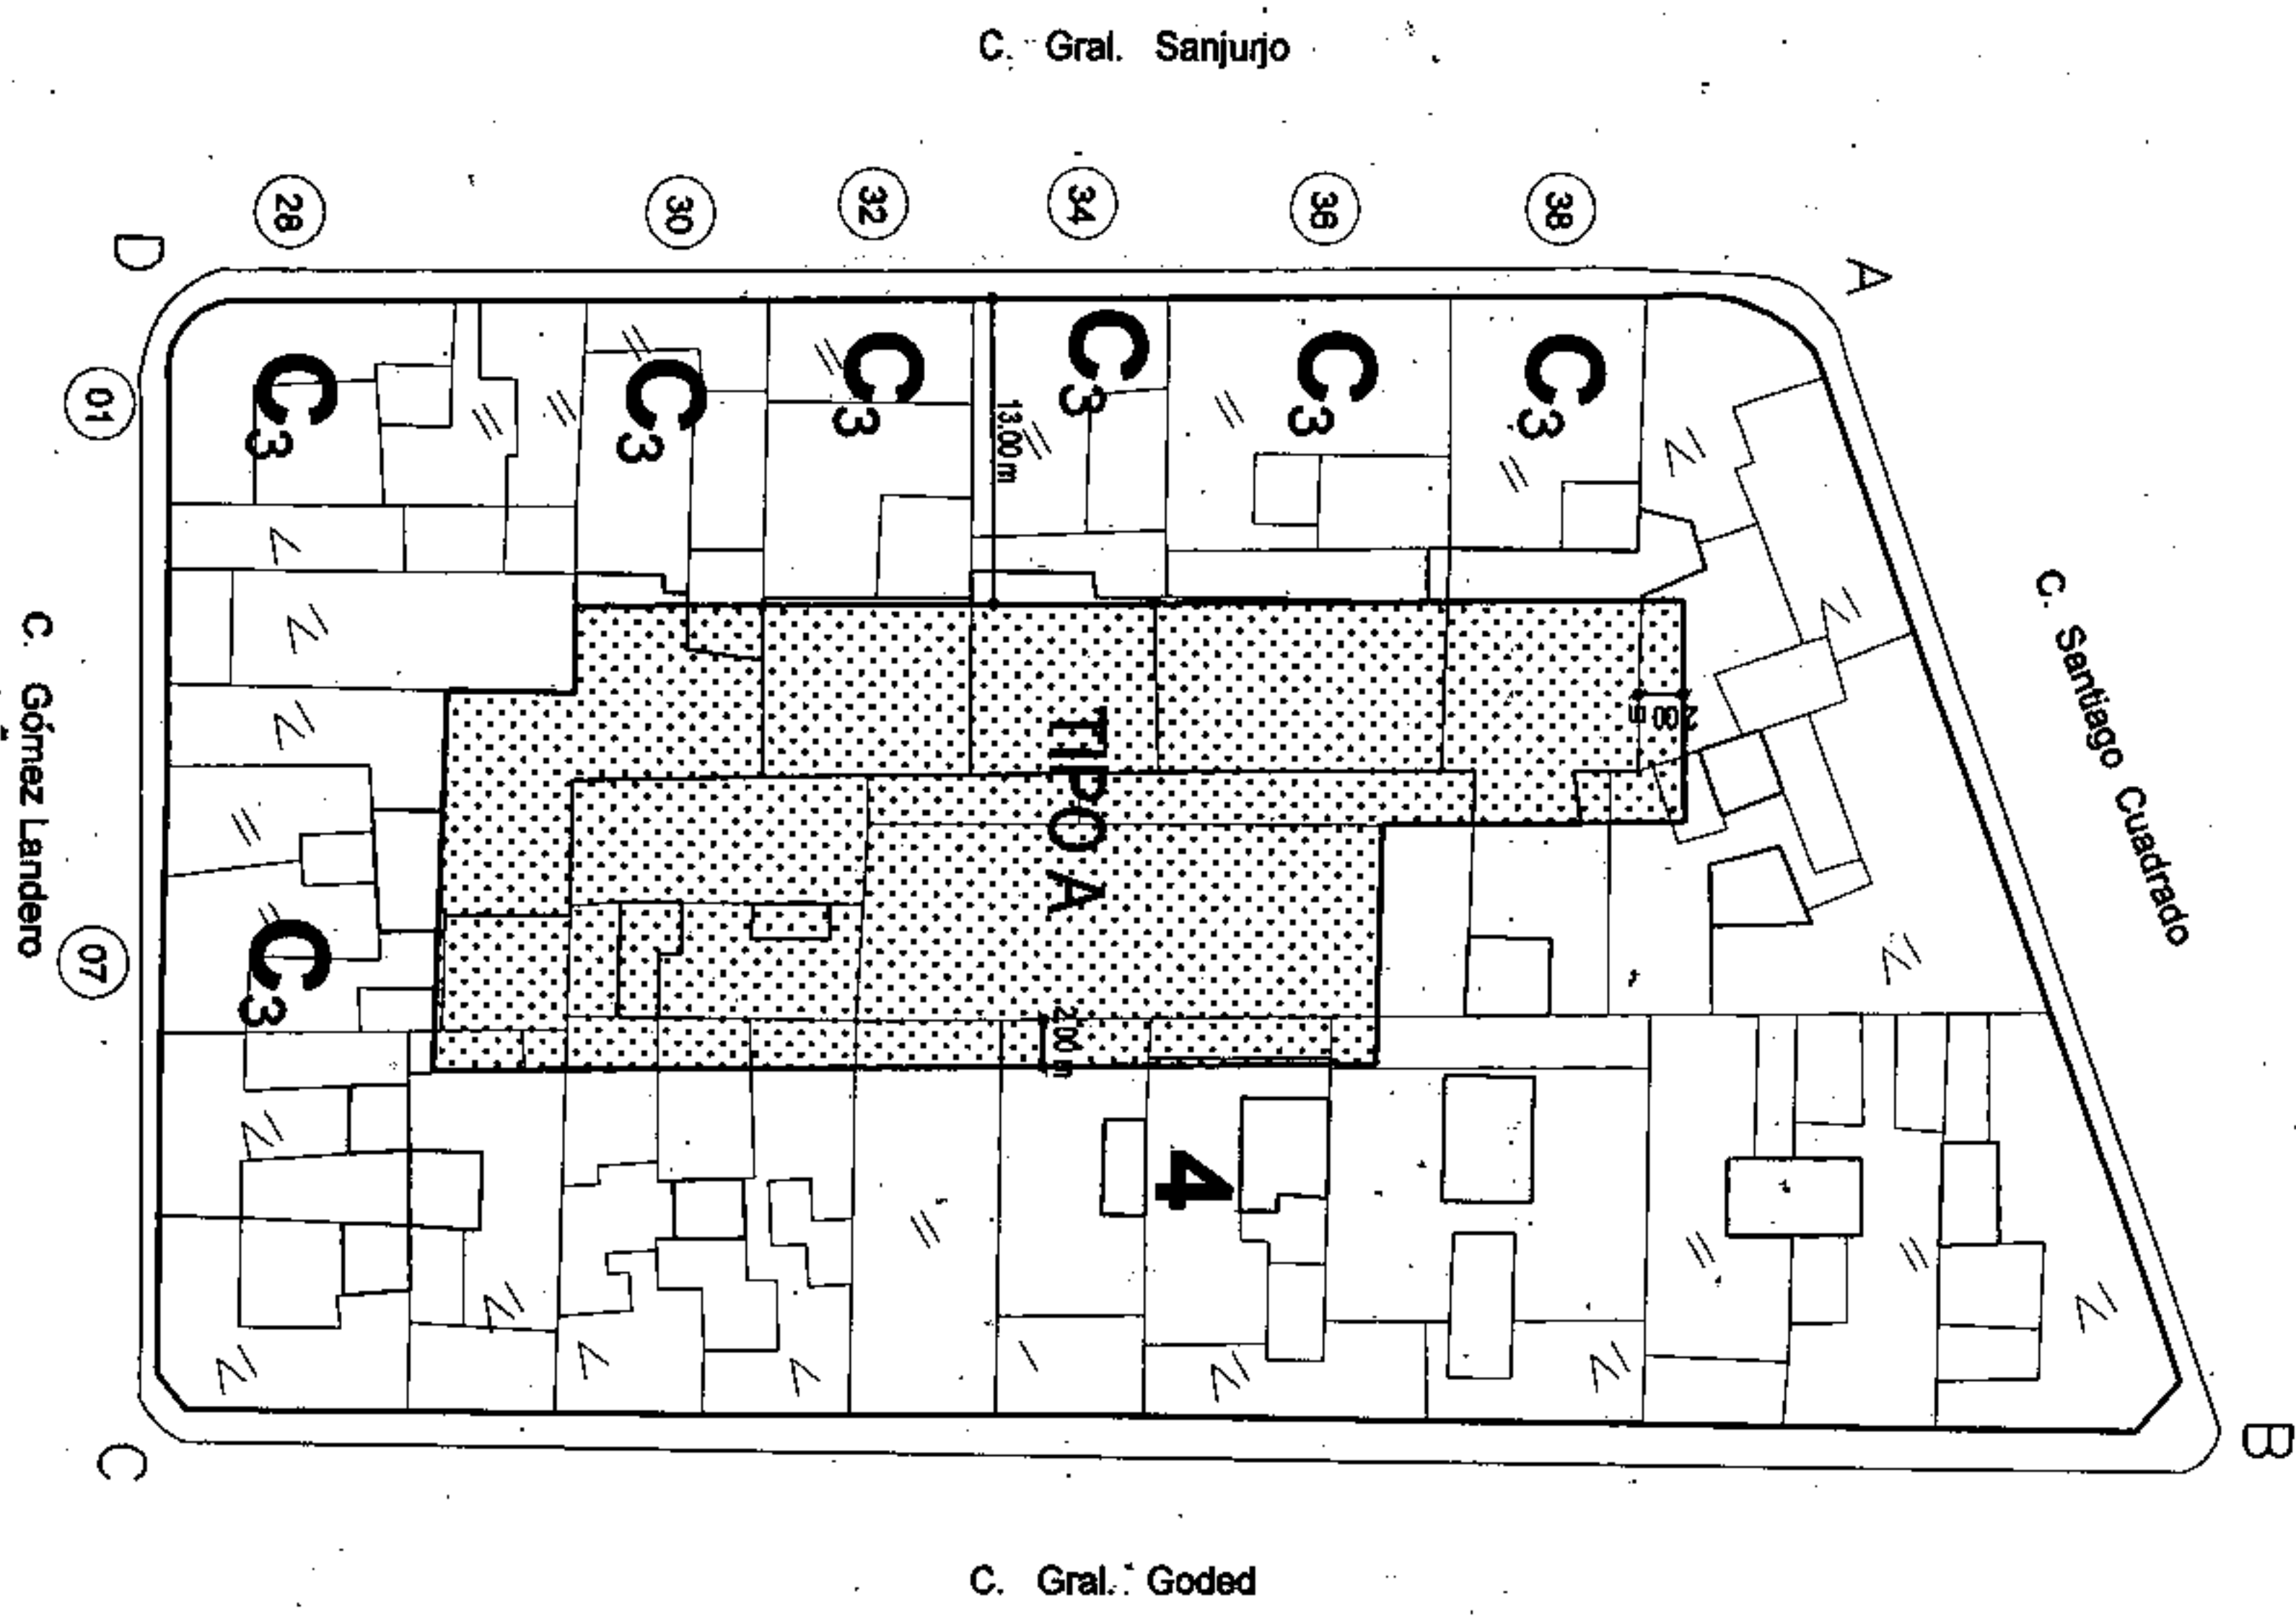 C. Gral. Sanjurjo
28
30
32
34
36
38
D
A
01
C3
C3
C3
C3
C3
C3
13.00 m
C. Santiago Cuadrado
C. Gómez Landero
TIPO A
07
C3
2.00 m
4
C
B
C. Gral. Goded